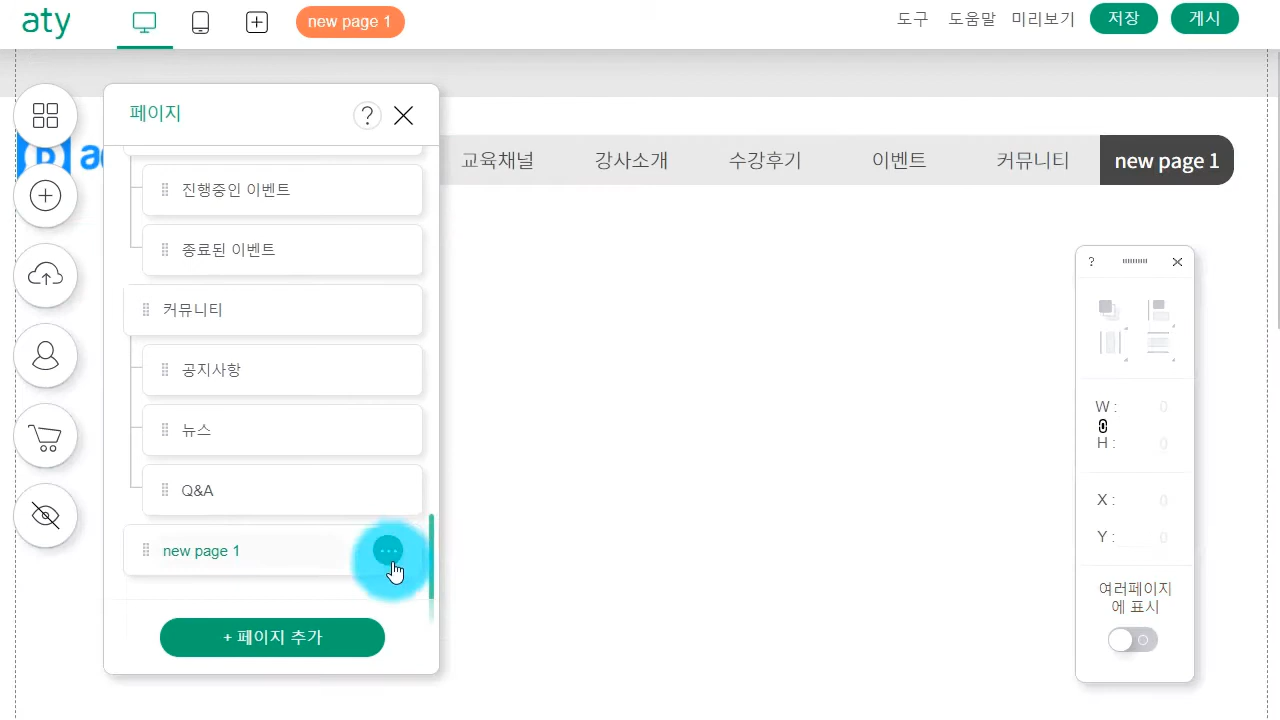 aty
new page 1
도구
도움말
미리보기
저장
게시
페이지
?
교육채널
강사소개
수강후기
이벤트
커뮤니티
new page 1
진행중인 이벤트
종료된 이벤트
커뮤니티
공지사항
뉴스
Q&A
new page 1
+ 페이지 추가
?
W : 0
H : 0
X : 0
Y : 0
여러페이지
에 표시